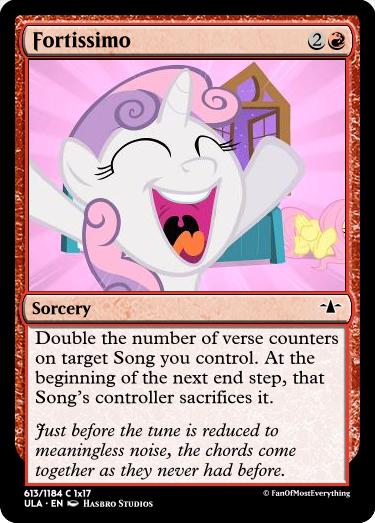 Fortissimo 2
Sorcery
Double the number of verse counters
on target Song you control. At the
beginning of the next end step, that
Song's controller sacrifices it.
Just before the tune is reduced to
meaningless noise, the chords come
together as they never had before.
613/1184 C 1x17
ULA • EN HASBRO STUDIOS
© FanOfMostEverything